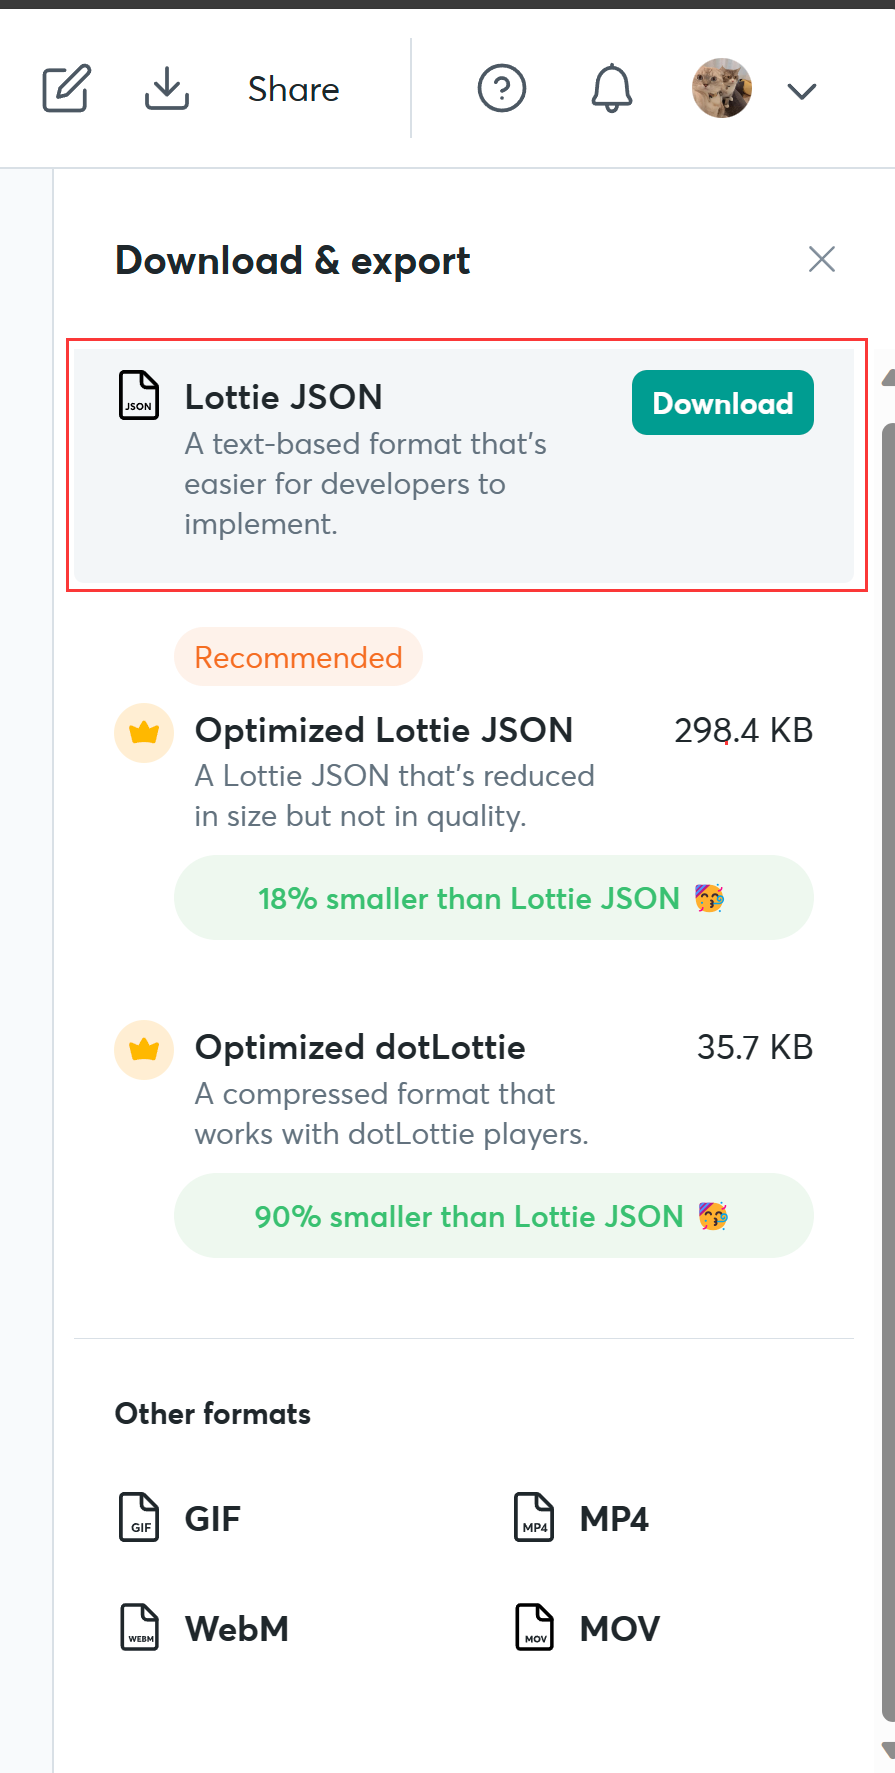 Share
Download & export
JSON
Lottie JSON
Download
A text-based format that's
easier for developers to
implement.
Recommended
Optimized Lottie JSON
298.4 KB
A Lottie JSON that's reduced
in size but not in quality.
18% smaller than Lottie JSON 🥳
Optimized dotLottie
35.7 KB
A compressed format that
works with dotLottie players.
90% smaller than Lottie JSON 🥳
Other formats
GIF
GIF
MP4
MP4
WEBM
WebM
MOV
MOV